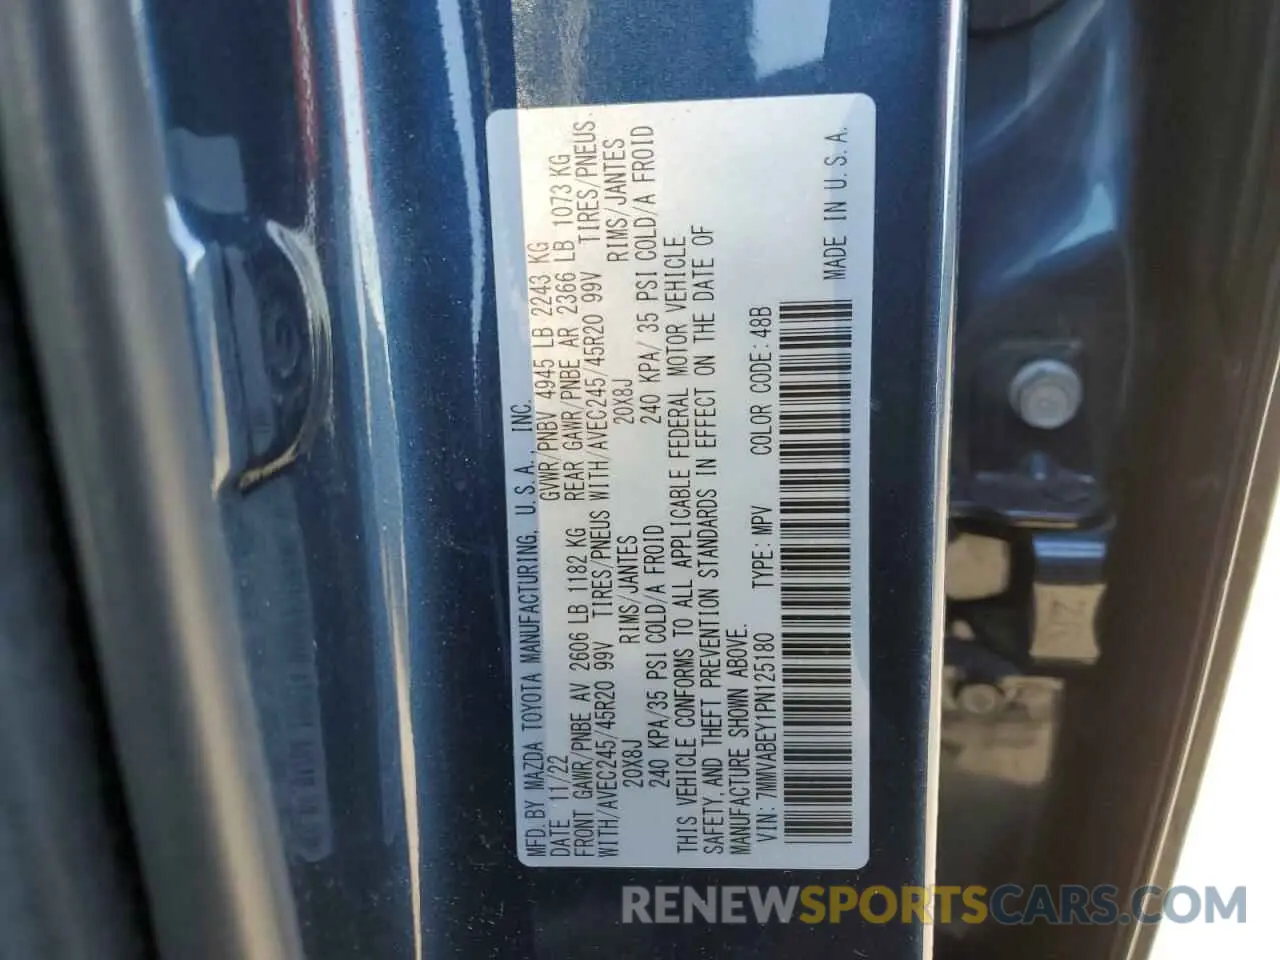 MFD. BY MAZDA TOYOTA MANUFACTURING, U.S.A., INC.
DATE 11/22 GVWR/PNBV 4945 LB 2243 KG
FRONT GAWR/PNBE AV 2606 LB 1182 KG REAR GAWR/PNBE AR 2366 LB 1073 KG
WITH/AVEC245/45R20 99V TIRES/PNEUS WITH/AVEC245/45R20 99V TIRES/PNEUS.
20X8J RIMS/JANTES 20X8J RIMS/JANTES
240 KPA/35 PSI COLD/A FROID 240 KPA/ 35 PSI COLD/A FROID
THIS VEHICLE CONFORMS TO ALL APPLICABLE FEDERAL MOTOR VEHICLE
SAFETY, AND THEFT PREVENTION STANDARDS IN EFFECT ON THE DATE OF
MANUFACTURE SHOWN ABOVE.
VIN: 7MMVABEY1PN125180 TYPE: MPV COLOR CODE: 48B
MADE IN U.S.A.
RENEWSPORTSCARS.COM